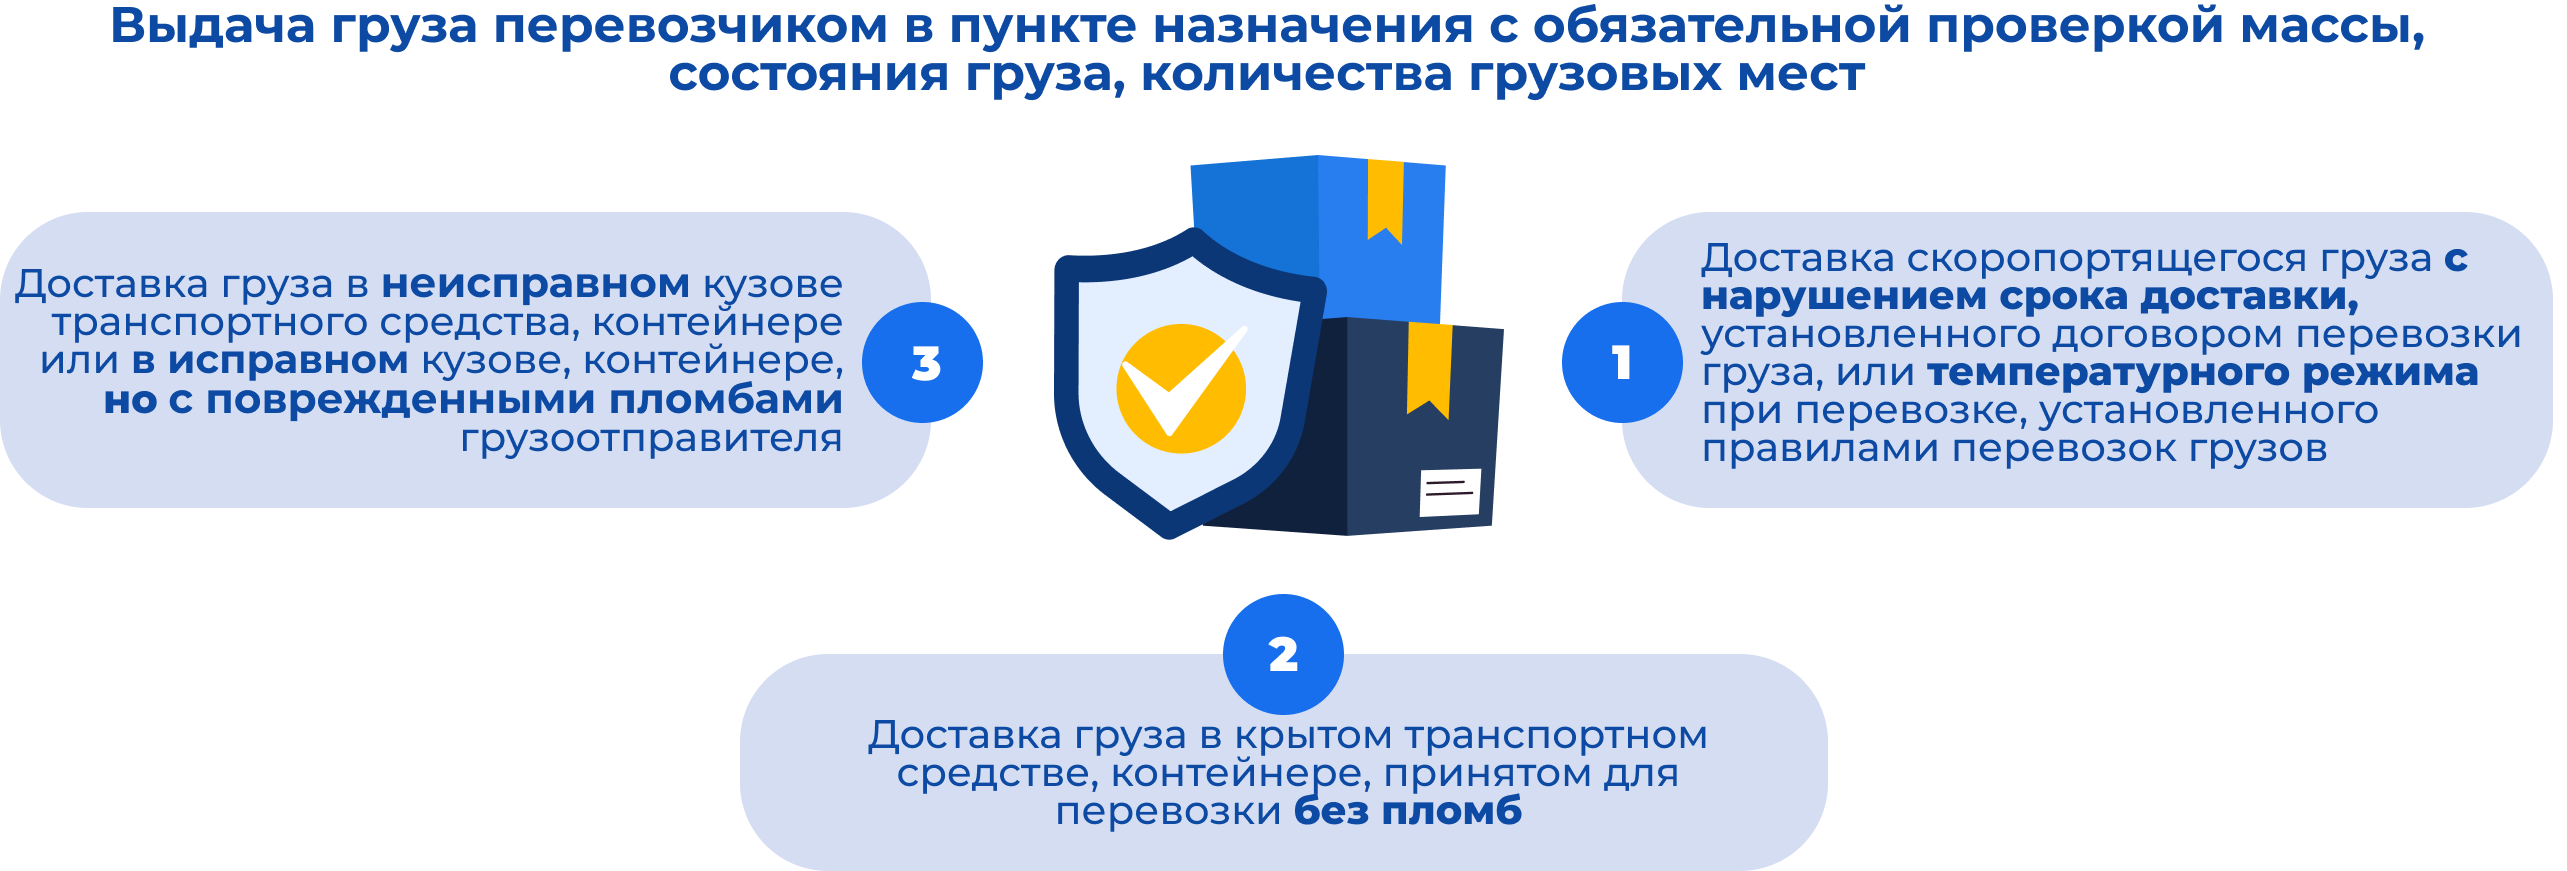 Выдача груза перевозчиком в пункте назначения с обязательной проверкой массы,
состояния груза, количества грузовых мест
1
Доставка скоропортящегося груза с
нарушением срока доставки,
установленного договором перевозки
груза, или температурного режима
при перевозке, установленного
правилами перевозок грузов
2
Доставка груза в крытом транспортном
средстве, контейнере, принятом для
перевозки без пломб
3
Доставка груза в неисправном кузове
транспортного средства, контейнере
или в исправном кузове, контейнере,
но с поврежденными пломбами
грузоотправителя